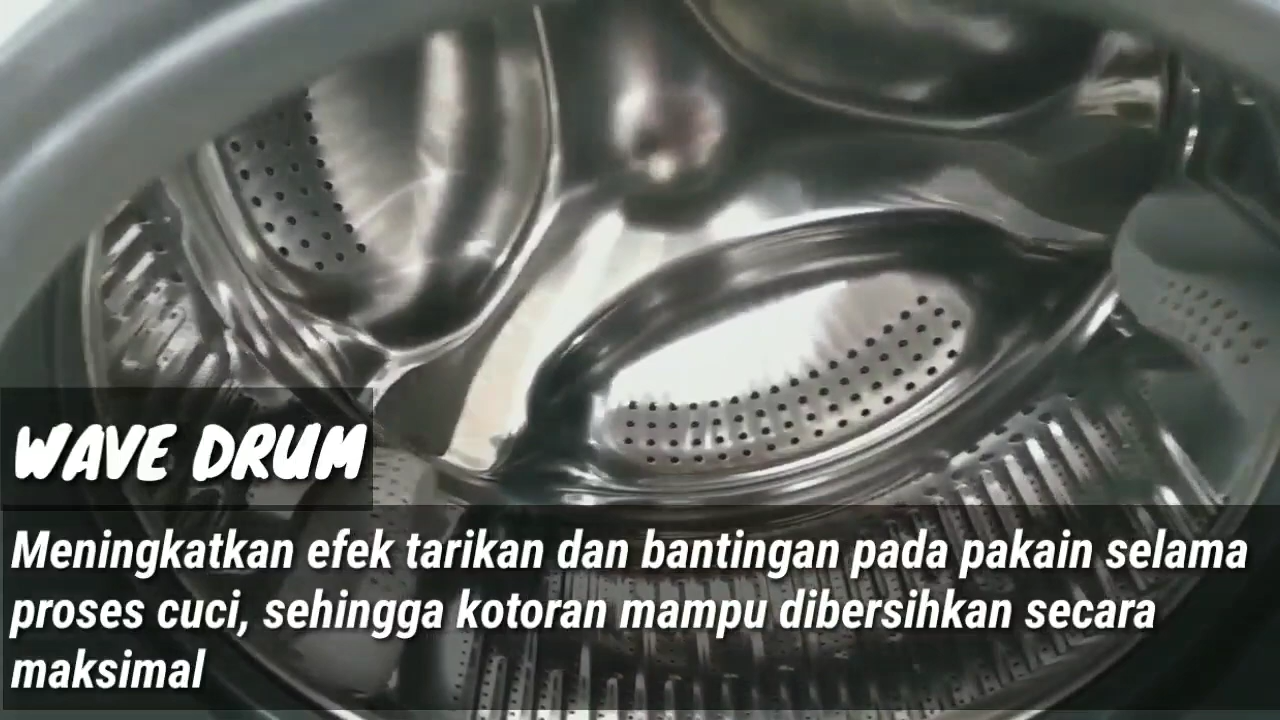 WAVE DRUM
Meningkatkan efek tarikan dan bantingan pada pakain selama
proses cuci, sehingga kotoran mampu dibersihkan secara
maksimal